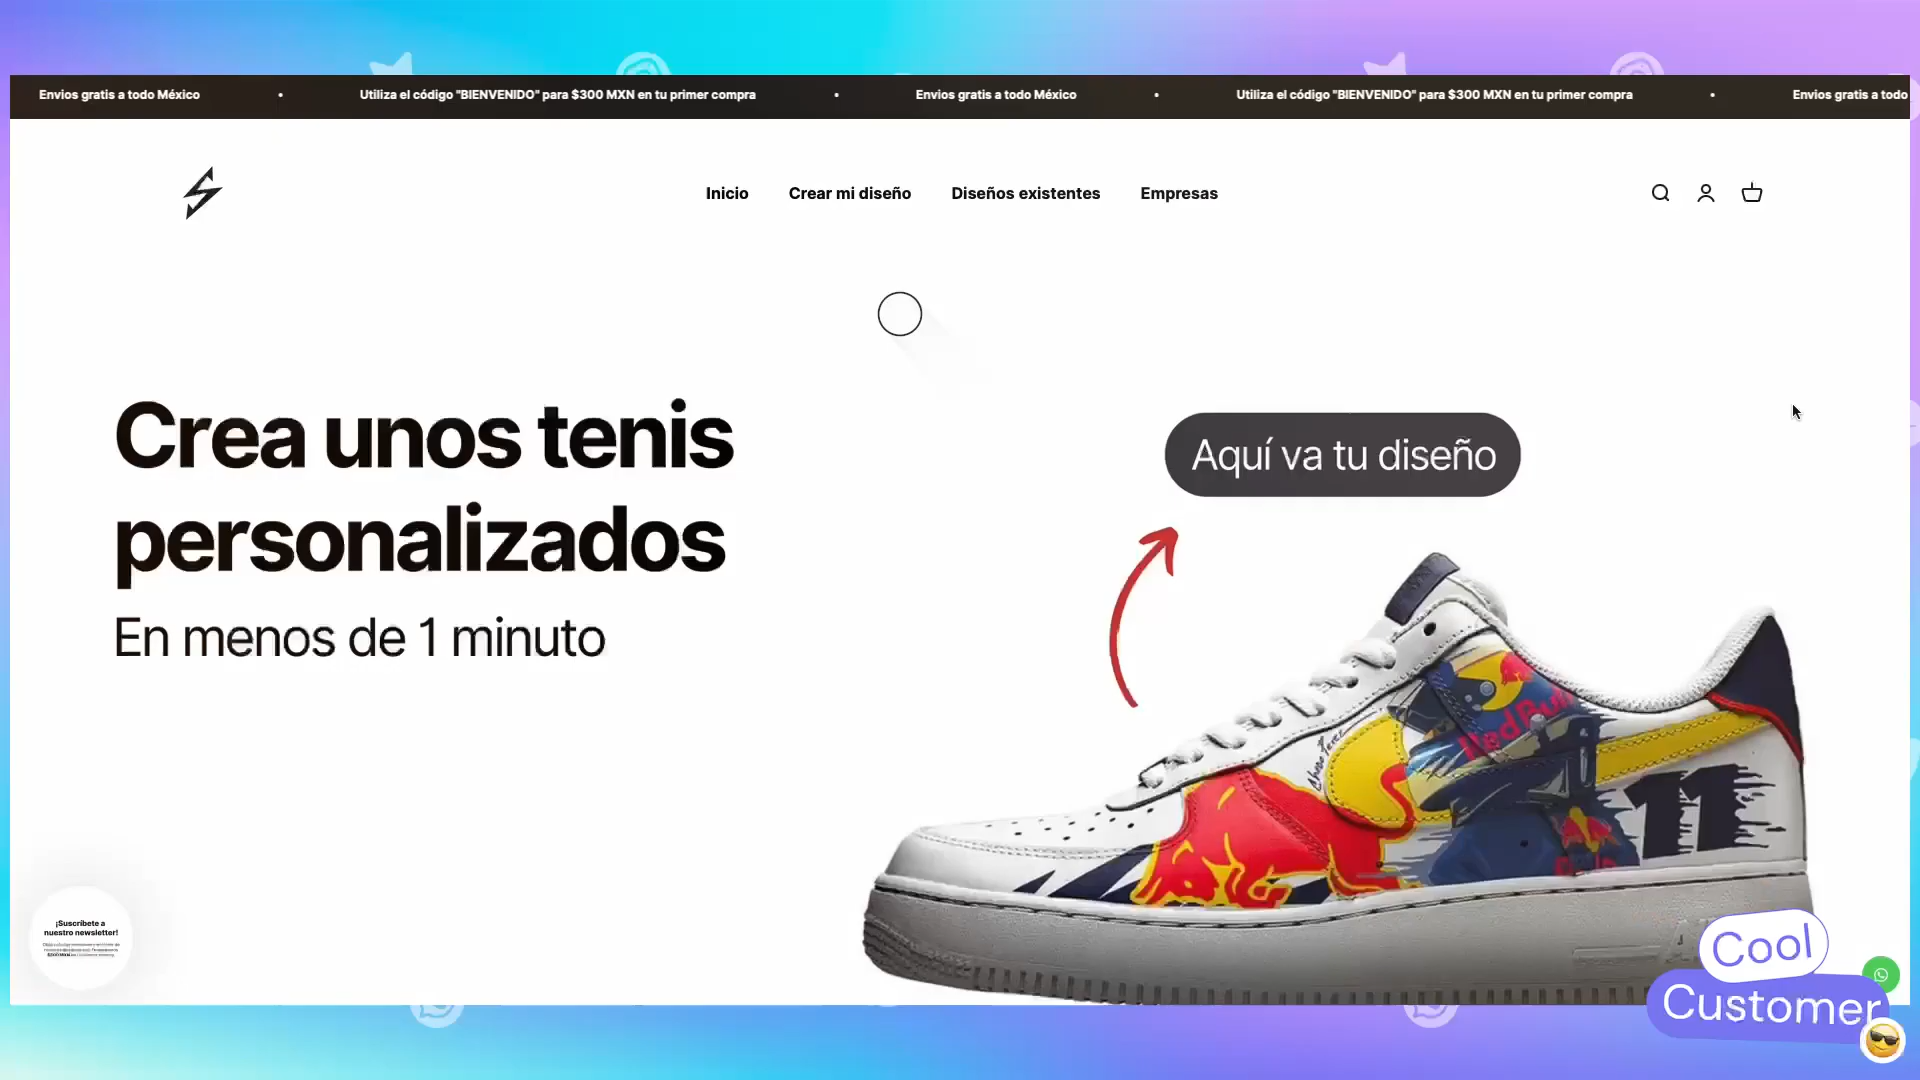 Envios gratis a todo México • Utiliza el código "BIENVENIDO" para $300 MXN en tu primer compra • Envios gratis a todo México • Utiliza el código "BIENVENIDO" para $300 MXN en tu primer compra • Envios gratis a todo
Inicio Crear mi diseño Diseños existentes Empresas
Crea unos tenis
personalizados
En menos de 1 minuto
Aquí va tu diseño
Red Bull
11
¡Suscríbete a
nuestro newsletter!
Cool
Customer